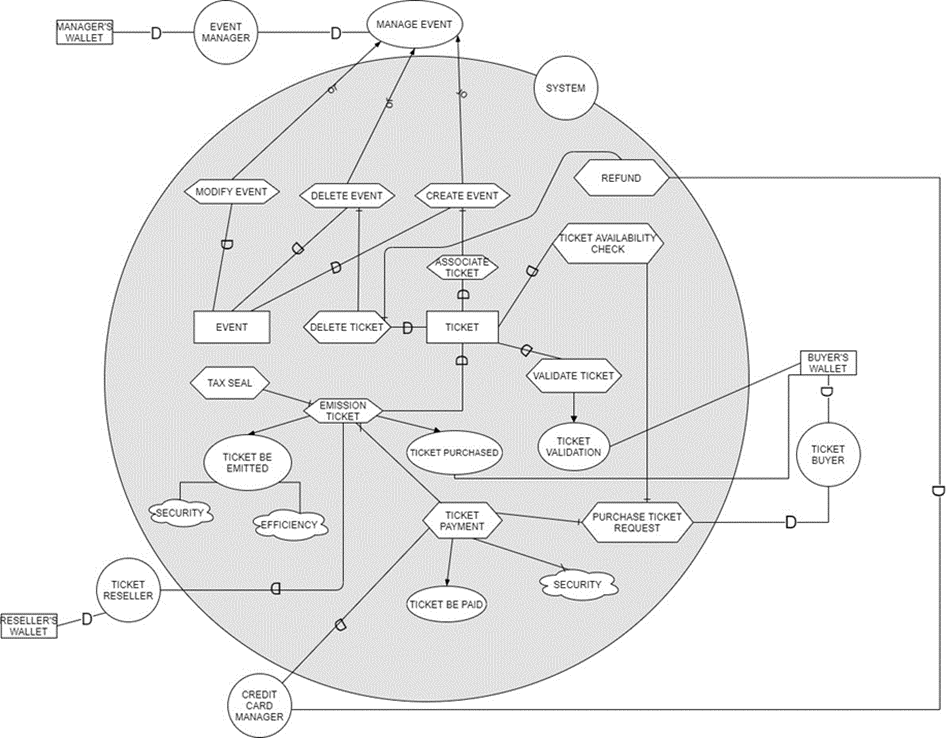 MANAGER'S
WALLET
D
EVENT
MANAGER
D
MANAGE EVENT
SYSTEM
or
or
or
MODIFY EVENT
DELETE EVENT
CREATE EVENT
REFUND
D
D
D
TICKET AVAILABILITY
CHECK
ASSOCIATE
TICKET
D
D
EVENT
DELETE TICKET
D
TICKET
D
D
VALIDATE TICKET
BUYER'S
WALLET
D
TAX SEAL
EMISSION
TICKET
TICKET BE
EMITTED
TICKET PURCHASED
TICKET
VALIDATION
TICKET
BUYER
SECURITY
EFFICIENCY
TICKET
PAYMENT
PURCHASE TICKET
REQUEST
D
D
TICKET
RESELLER
D
SECURITY
TICKET BE PAID
RESELLER'S
WALLET
D
D
CREDIT
CARD
MANAGER